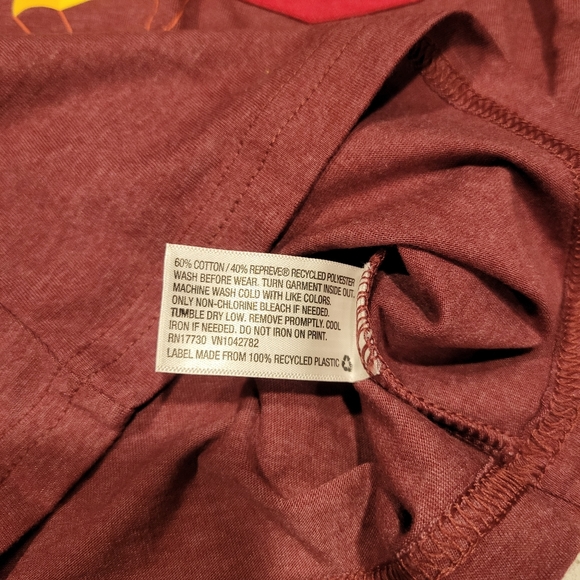 60% COTTON / 40% REPREVE® RECYCLED POLYESTER
WASH BEFORE WEAR. TURN GARMENT INSIDE OUT.
MACHINE WASH COLD WITH LIKE COLORS.
ONLY NON-CHLORINE BLEACH IF NEEDED.
TUMBLE DRY LOW. REMOVE PROMPTLY. COOL
IRON IF NEEDED. DO NOT IRON ON PRINT.
RN17730 VN1042782
LABEL MADE FROM 100% RECYCLED PLASTIC